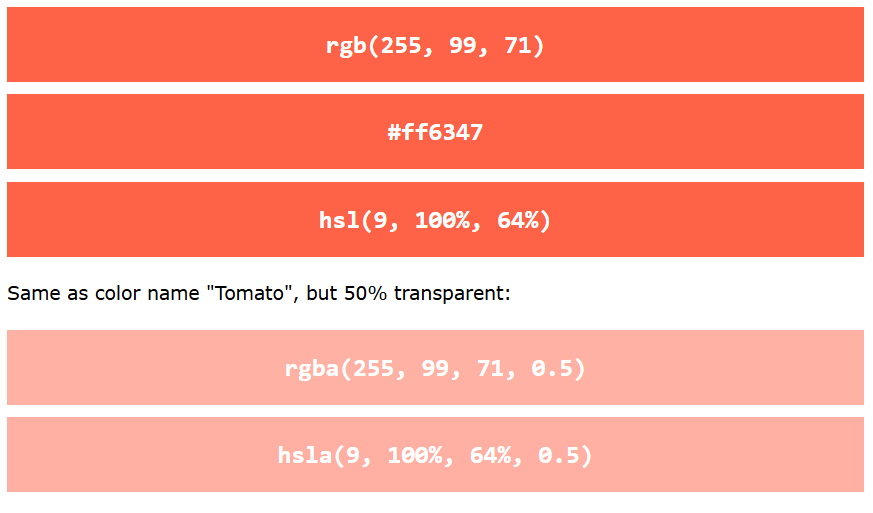 rgb(255, 99, 71)
#ff6347
hsl(9, 100%, 64%)
Same as color name "Tomato", but 50% transparent:
rgba(255, 99, 71, 0.5)
hsla(9, 100%, 64%, 0.5)